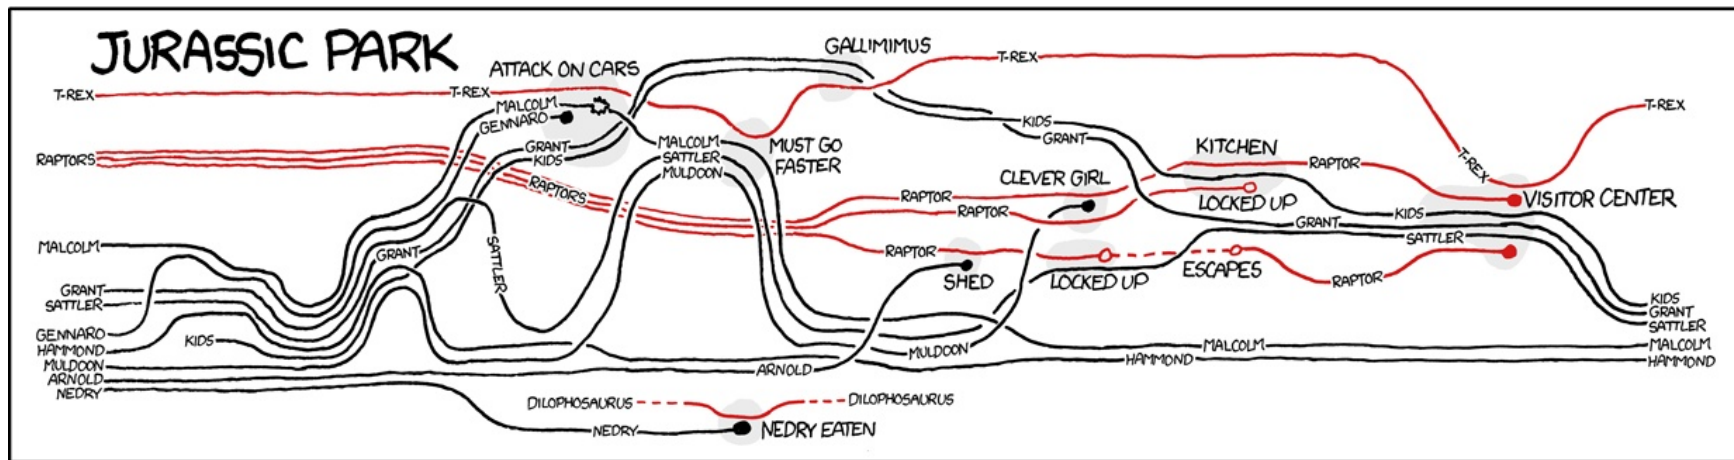 JURASSIC PARK
T-REX
RAPTORS
MALCOLM
GRANT
SATTLER
GENNARO
HAMMOND
MULDOON
ARNOLD
NEDRY
KIDS
ATTACK ON CARS
T-REX
MALCOLM
GENNARO
GRANT
KIDS
RAPTORS
GRANT
SATTLER
MALCOLM
SATTLER
MULDOON
MUST GO
FASTER
GALLIMIMUS
T-REX
KIDS
GRANT
CLEVER GIRL
RAPTOR
RAPTOR
RAPTOR
SHED
LOCKED UP
MULDOON
ARNOLD
DILOPHOSAURUS
DILOPHOSAURUS
NEDRY
NEDRY EATEN
KITCHEN
RAPTOR
LOCKED UP
ESCAPES
GRANT
KIDS
SATTLER
RAPTOR
MALCOLM
HAMMOND
T-REX
VISITOR CENTER
T-REX
KIDS
GRANT
SATTLER
MALCOLM
HAMMOND